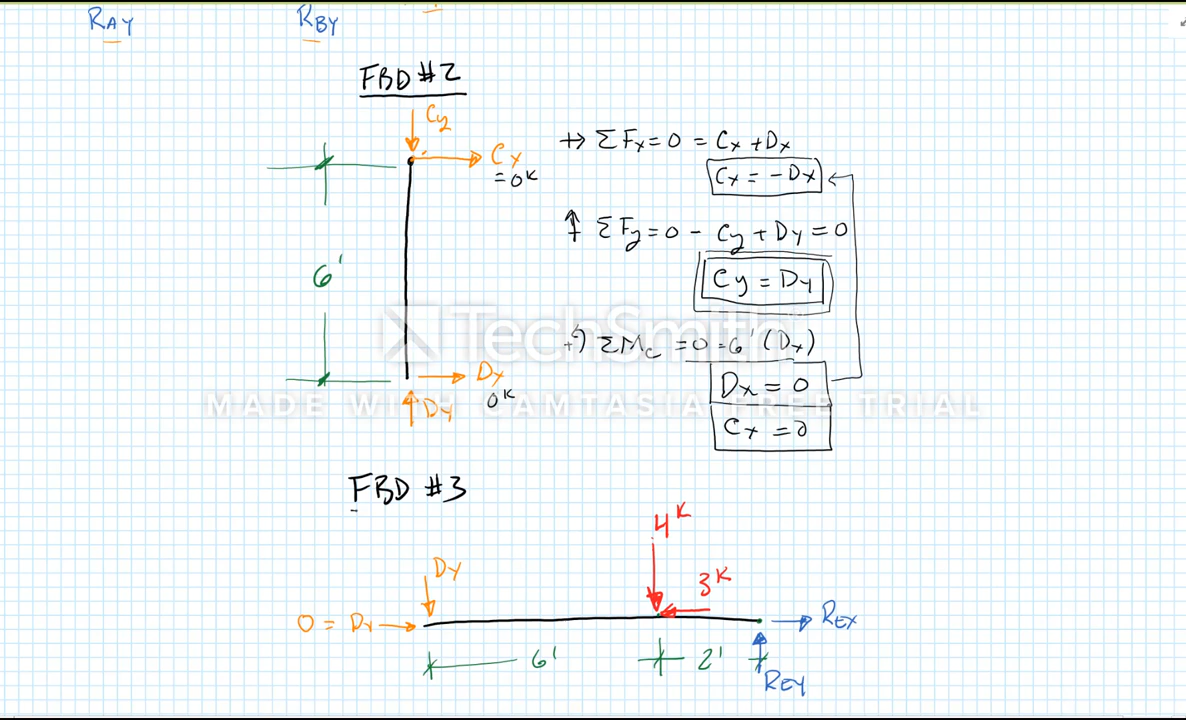 RAY RBY
FBD #2
Cy
Cx
= 0K
6'
Dx
0K
DY
→ ΣFx = 0 = Cx + Dx
Cx = -Dx
↑ ΣFy = 0 - Cy + DY = 0
Cy = DY
+) ΣMc = 0 = 6' (Dx)
Dx = 0
Cx = 0
TechSmith
MADE WITH CAMTASIA FREE TRIAL
FBD #3
4K
DY
3K
0 = Dx
REX
6'
2'
REY